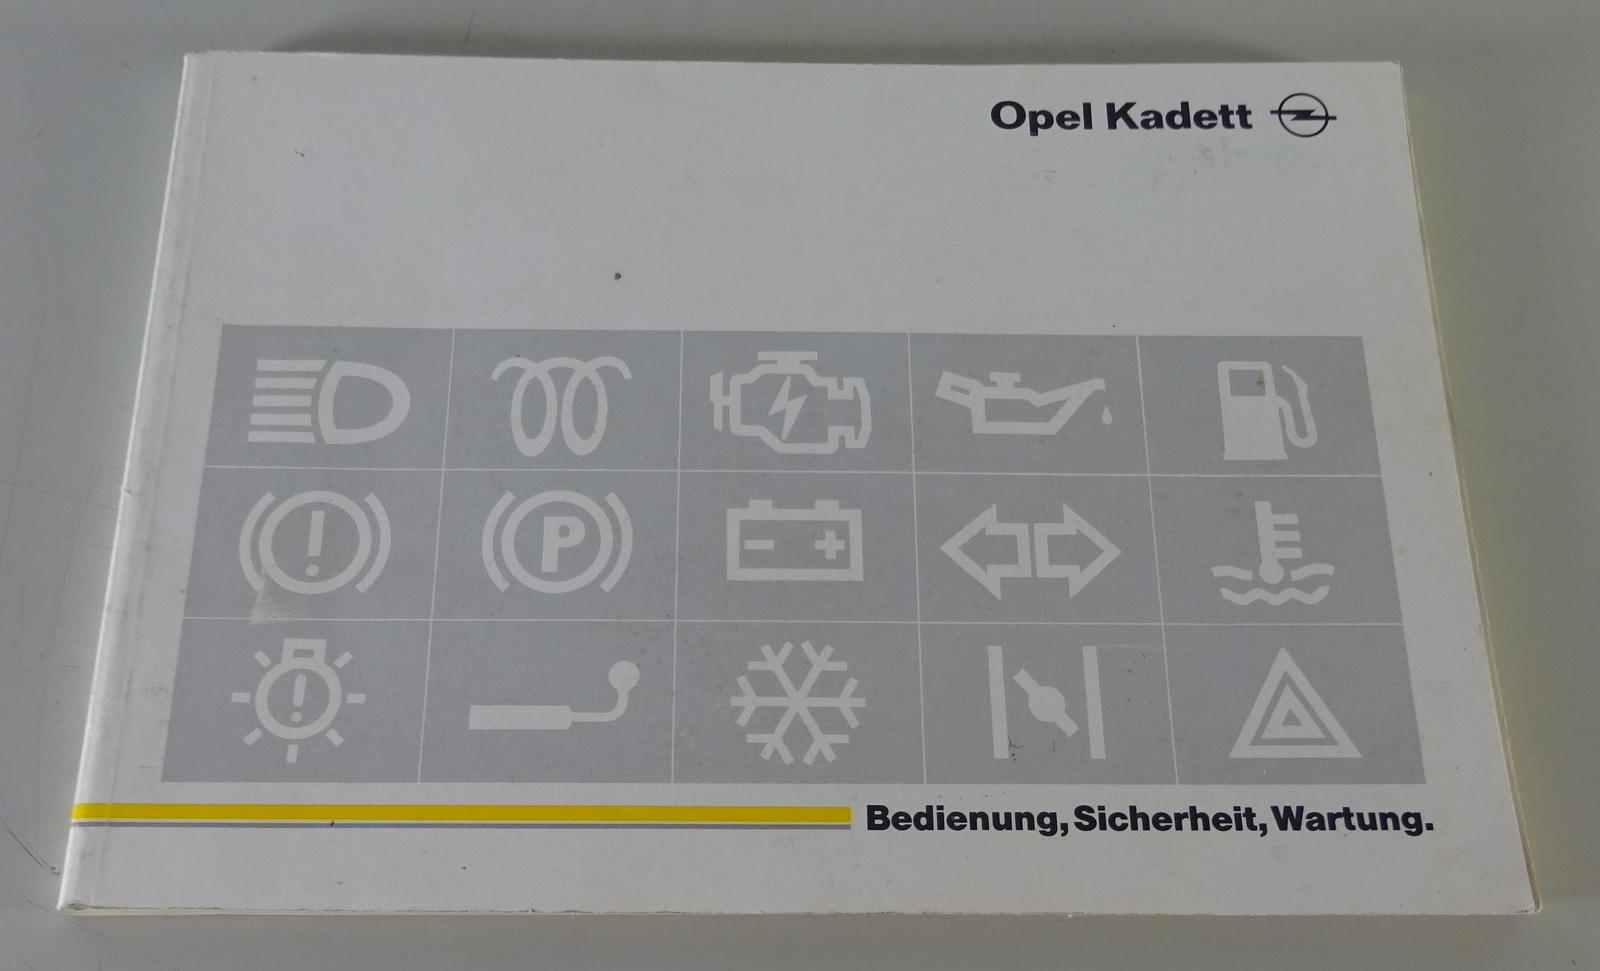 Opel Kadett
P
Bedienung, Sicherheit, Wartung.